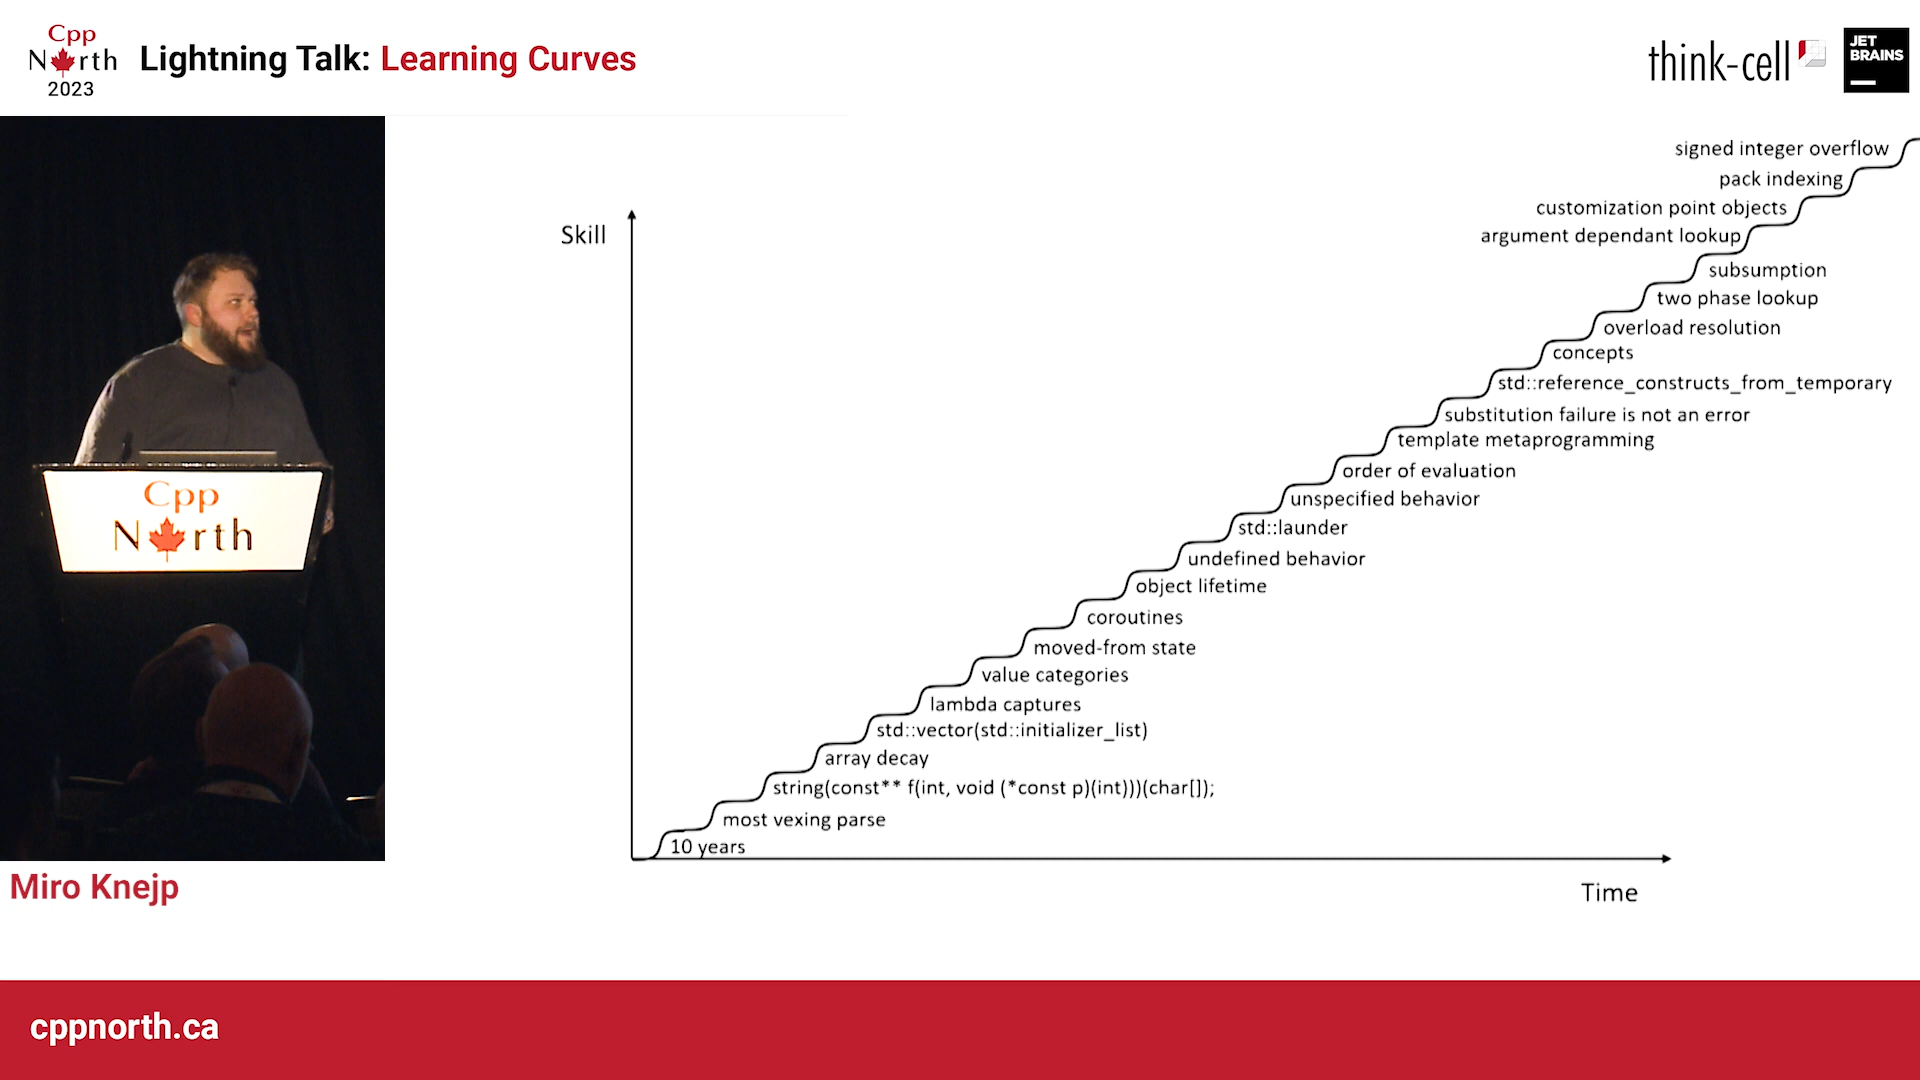 Cpp
North
2023
Lightning Talk: Learning Curves
think-cell
JET
BRAINS
signed integer overflow
pack indexing
customization point objects
argument dependant lookup
Skill
subsumption
two phase lookup
overload resolution
concepts
std::reference_constructs_from_temporary
substitution failure is not an error
template metaprogramming
order of evaluation
unspecified behavior
std::launder
undefined behavior
object lifetime
coroutines
moved-from state
value categories
lambda captures
std::vector(std::initializer_list)
array decay
string(const** f(int, void (*const p)(int)))(char[]);
most vexing parse
10 years
Time
Cpp
North
Miro Knejp
cppnorth.ca